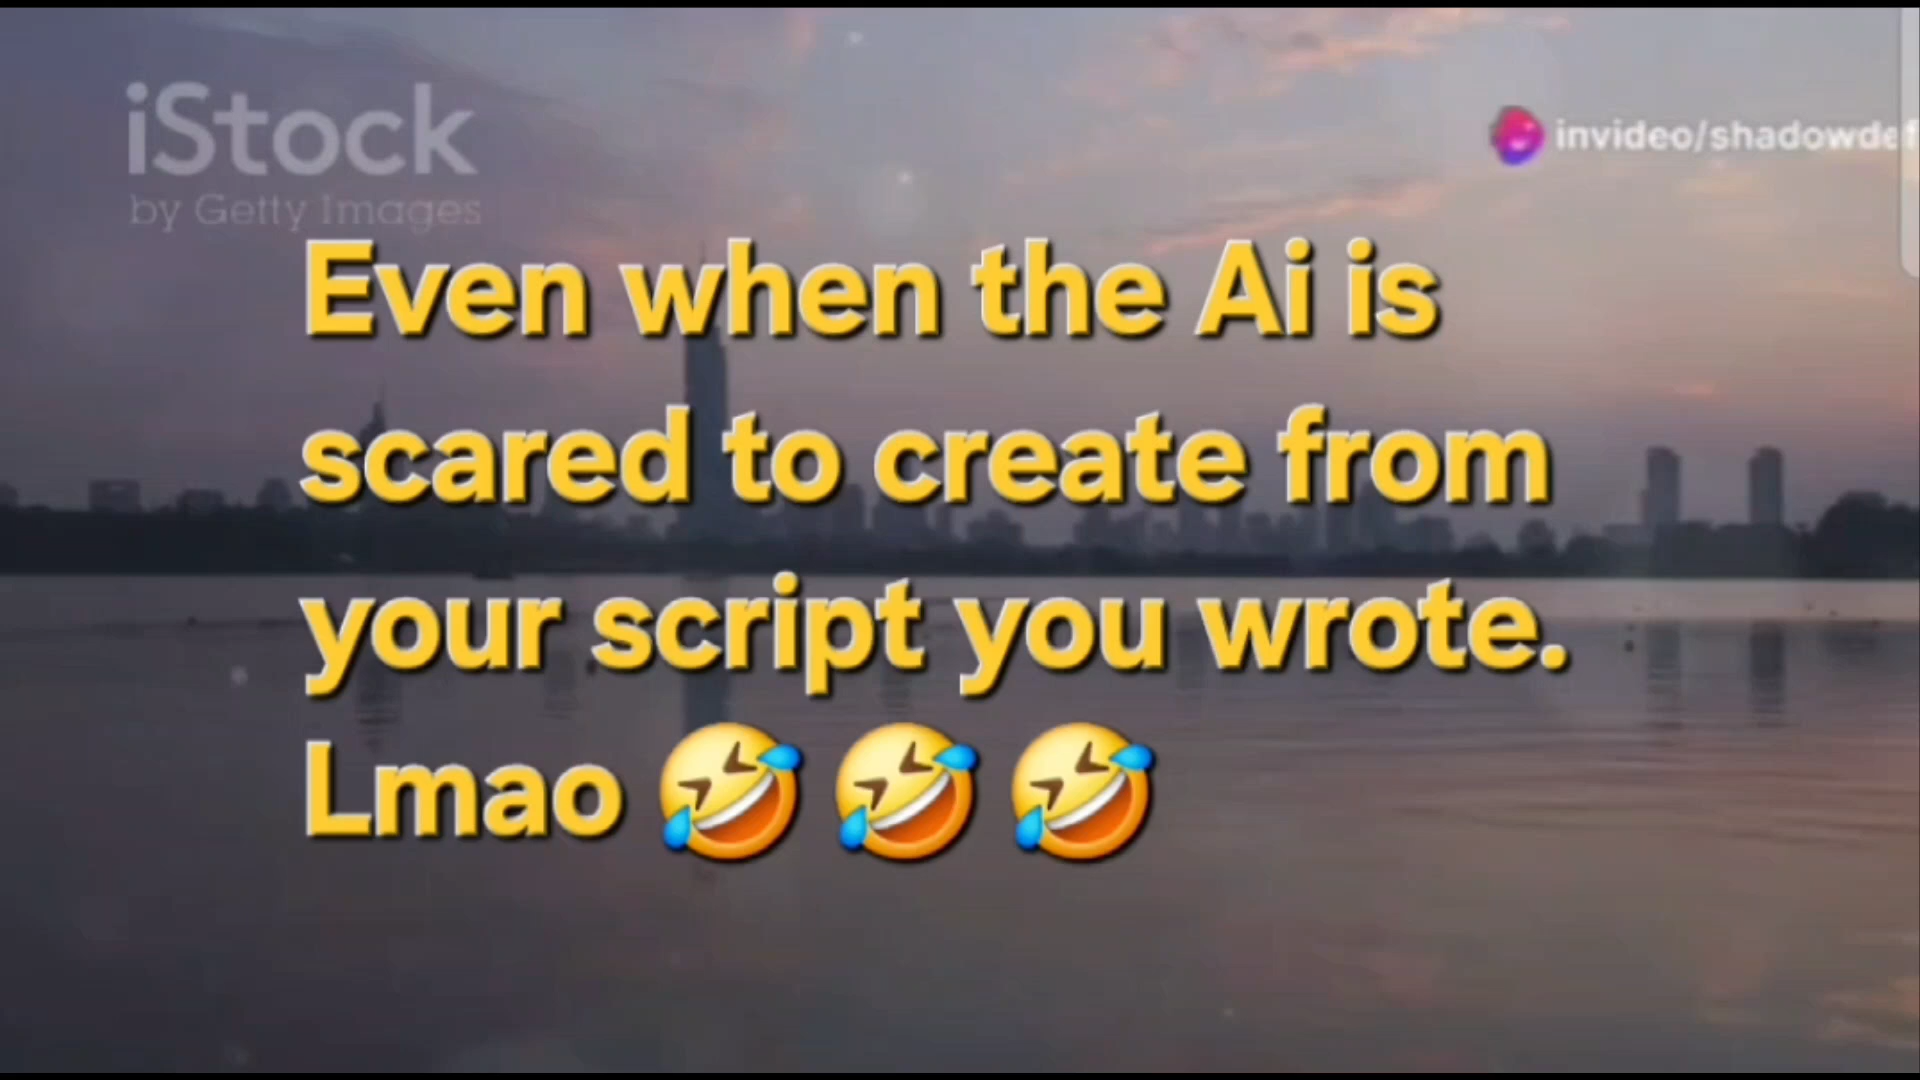 iStock
by Getty Images
invideo/shadowdef
Even when the Ai is
scared to create from
your script you wrote.
Lmao 🤣 🤣 🤣